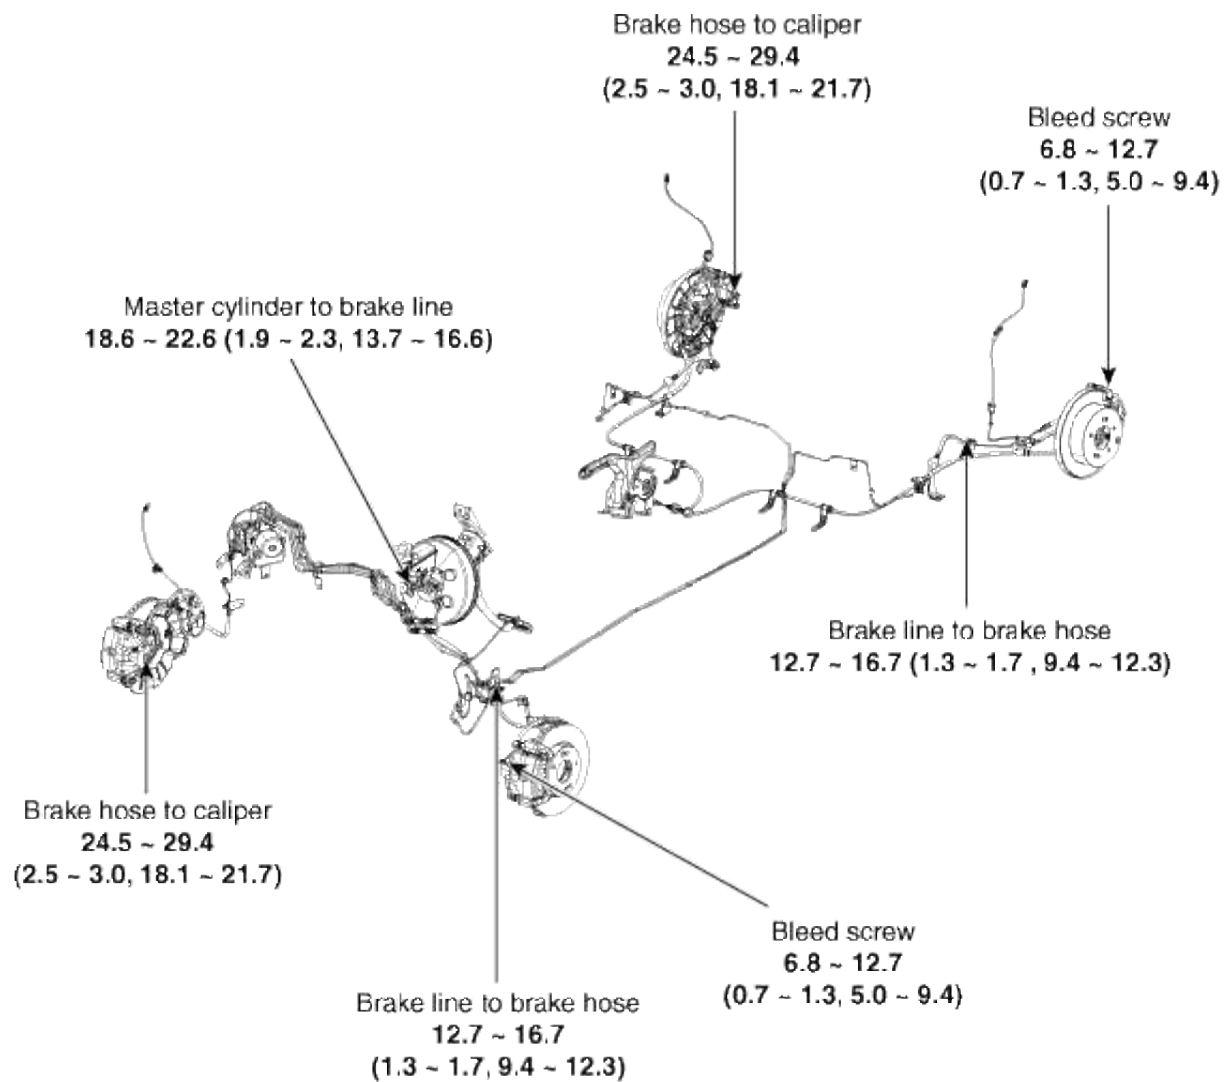 Brake hose to caliper
24.5 ~ 29.4
(2.5 ~ 3.0, 18.1 ~ 21.7)
Bleed screw
6.8 ~ 12.7
(0.7 ~ 1.3, 5.0 ~ 9.4)
Master cylinder to brake line
18.6 ~ 22.6 (1.9 ~ 2.3, 13.7 ~ 16.6)
Brake line to brake hose
12.7 ~ 16.7 (1.3 ~ 1.7 , 9.4 ~ 12.3)
Brake hose to caliper
24.5 ~ 29.4
(2.5 ~ 3.0, 18.1 ~ 21.7)
Bleed screw
6.8 ~ 12.7
(0.7 ~ 1.3, 5.0 ~ 9.4)
Brake line to brake hose
12.7 ~ 16.7
(1.3 ~ 1.7, 9.4 ~ 12.3)